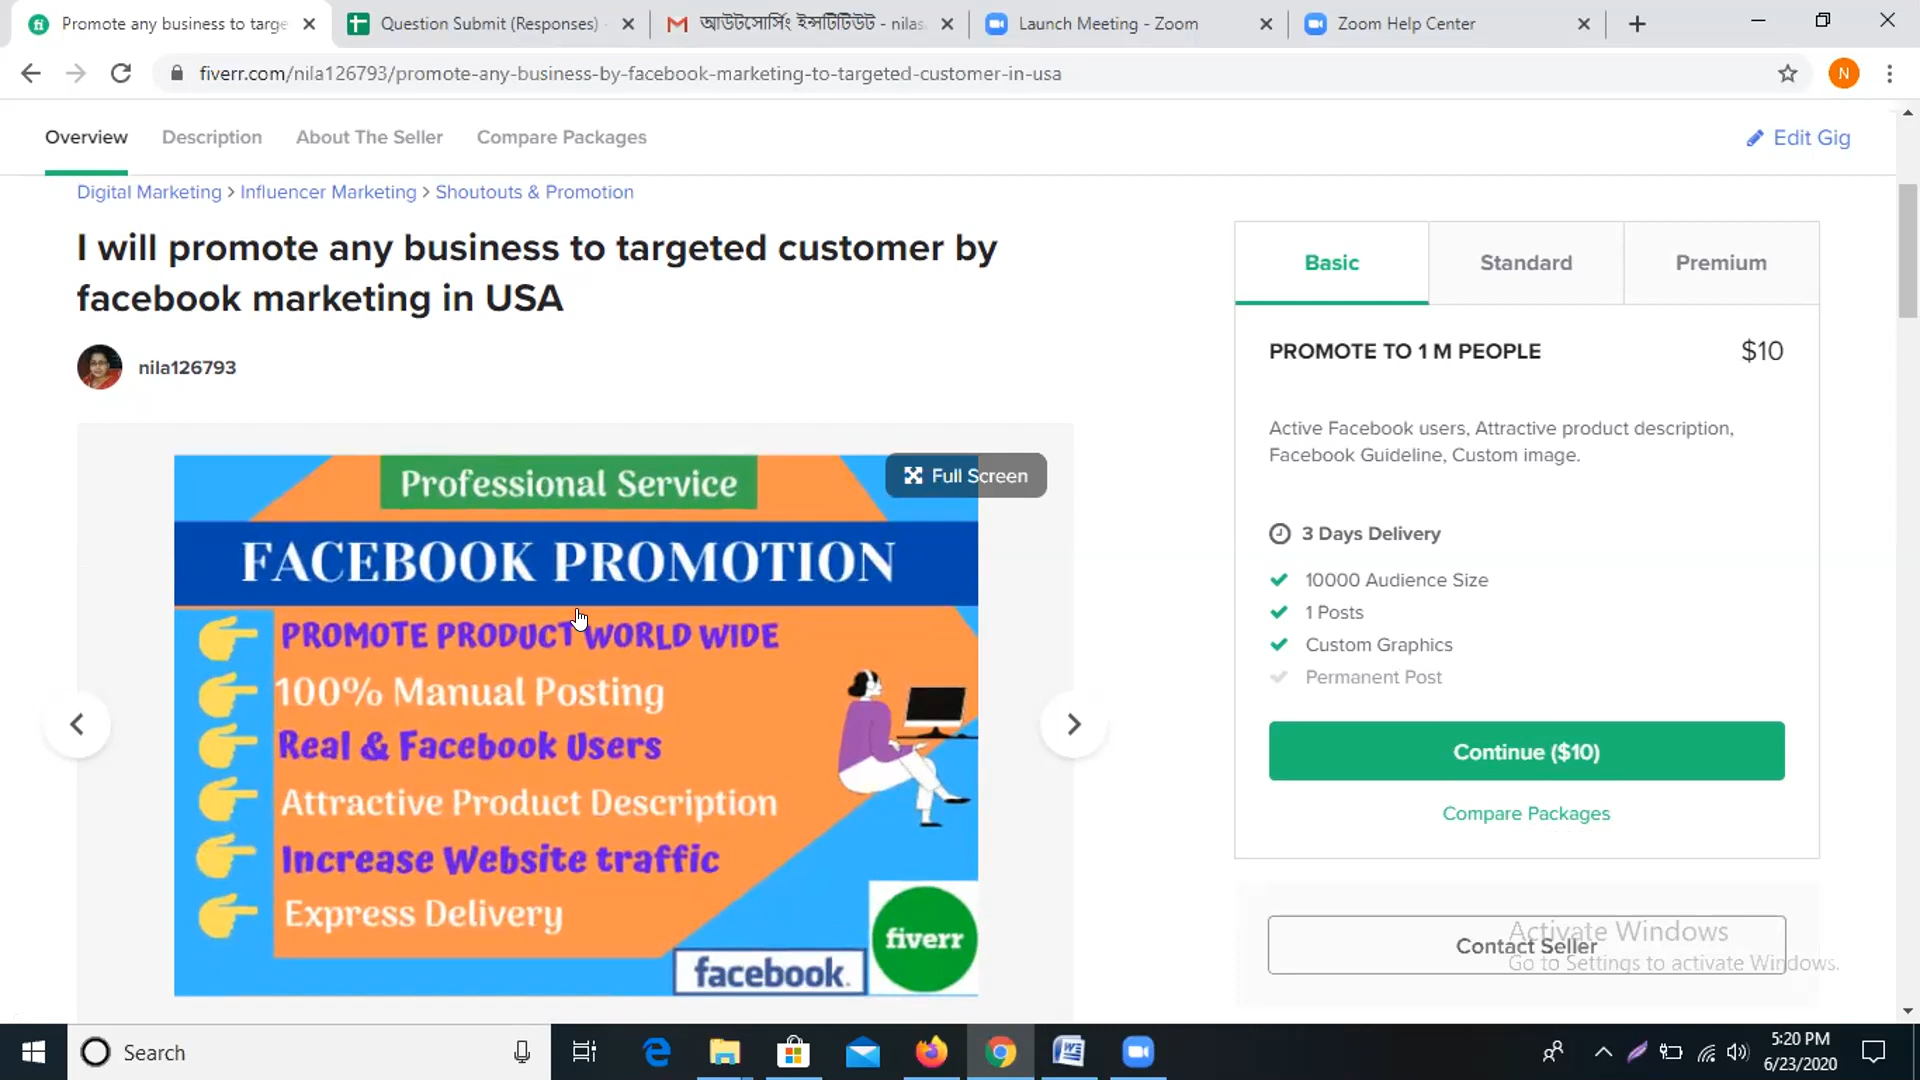 Promote any business to targe
Question Submit (Responses)
আউটসোর্সিং ইন্সটিটিউট - nilas
Launch Meeting - Zoom
Zoom Help Center
fiverr.com/nila126793/promote-any-business-by-facebook-marketing-to-targeted-customer-in-usa
N
Overview
Description
About The Seller
Compare Packages
Edit Gig
Digital Marketing > Influencer Marketing > Shoutouts & Promotion
I will promote any business to targeted customer by
facebook marketing in USA
nila126793
Professional Service
Full Screen
FACEBOOK PROMOTION
PROMOTE PRODUCT WORLD WIDE
100% Manual Posting
Real & Facebook Users
Attractive Product Description
Increase Website traffic
Express Delivery
facebook.
fiverr
Basic
Standard
Premium
PROMOTE TO 1 M PEOPLE
$10
Active Facebook users, Attractive product description,
Facebook Guideline, Custom image.
3 Days Delivery
10000 Audience Size
1 Posts
Custom Graphics
Permanent Post
Continue ($10)
Compare Packages
Contact Seller
Activate Windows
Go to Settings to activate Windows.
Search
5:20 PM
6/23/2020